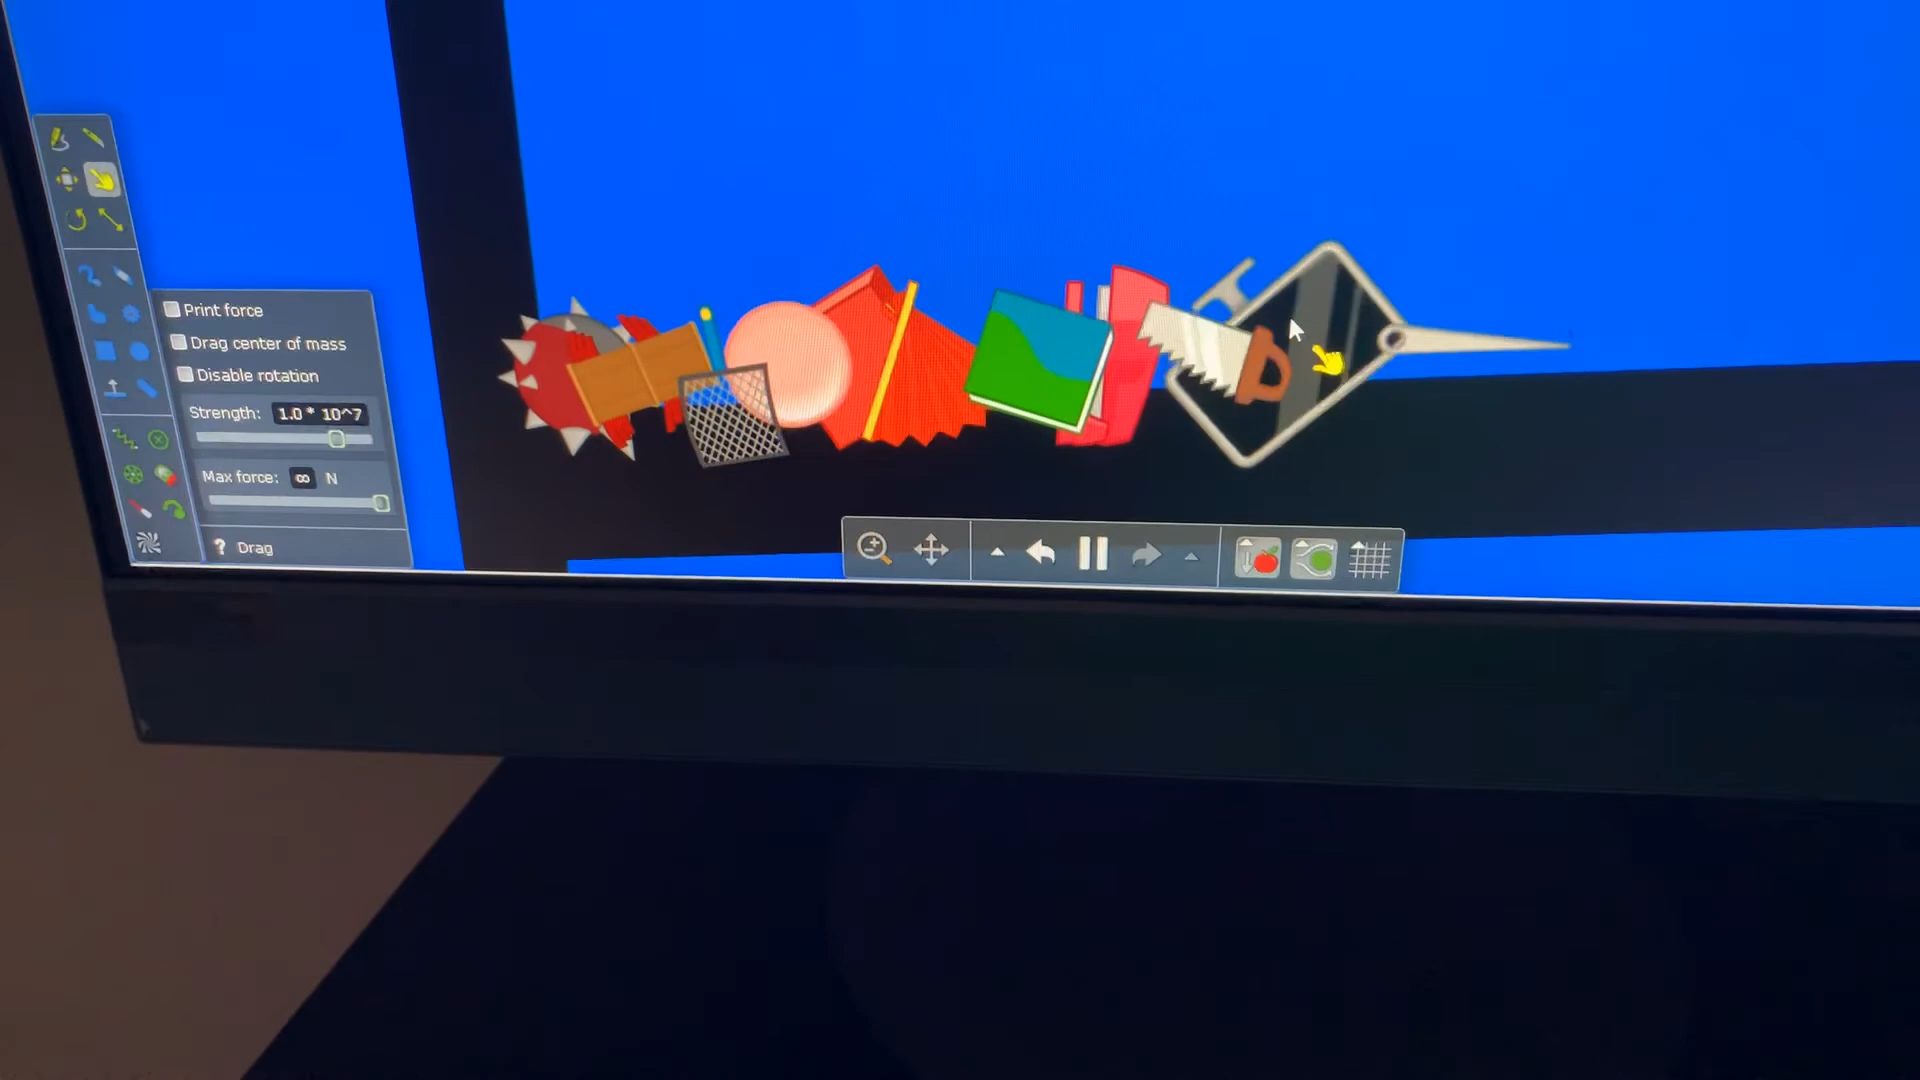 Print force
Drag center of mass
Disable rotation
Strength: 1.0 * 10^7
Max force: ∞ N
? Drag